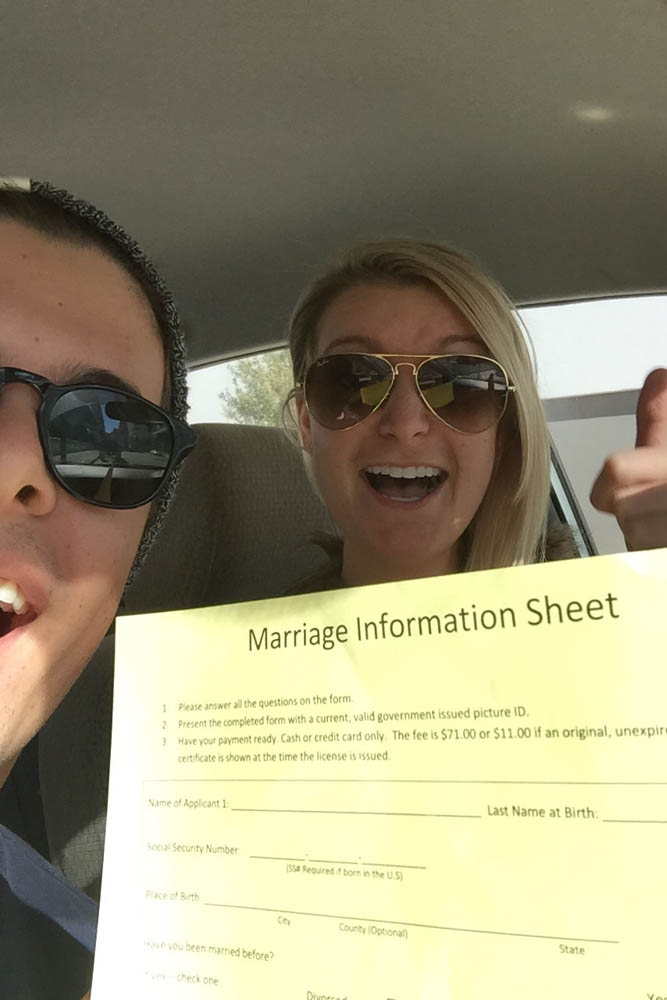 Marriage Information Sheet
1 Please answer all the questions on the form.
2 Present the completed form with a current, valid government issued picture ID.
3 Have your payment ready. Cash or credit card only. The fee is $71.00 or $11.00 if an original,
certificate is shown at the time the license is issued.
Name of Applicant 1: Last Name at Birth:
Social Security Number
(SS# Required if born in the U.S)
Place of Birth
City County (Optional) State
Have you been married before?
check one
Divorced